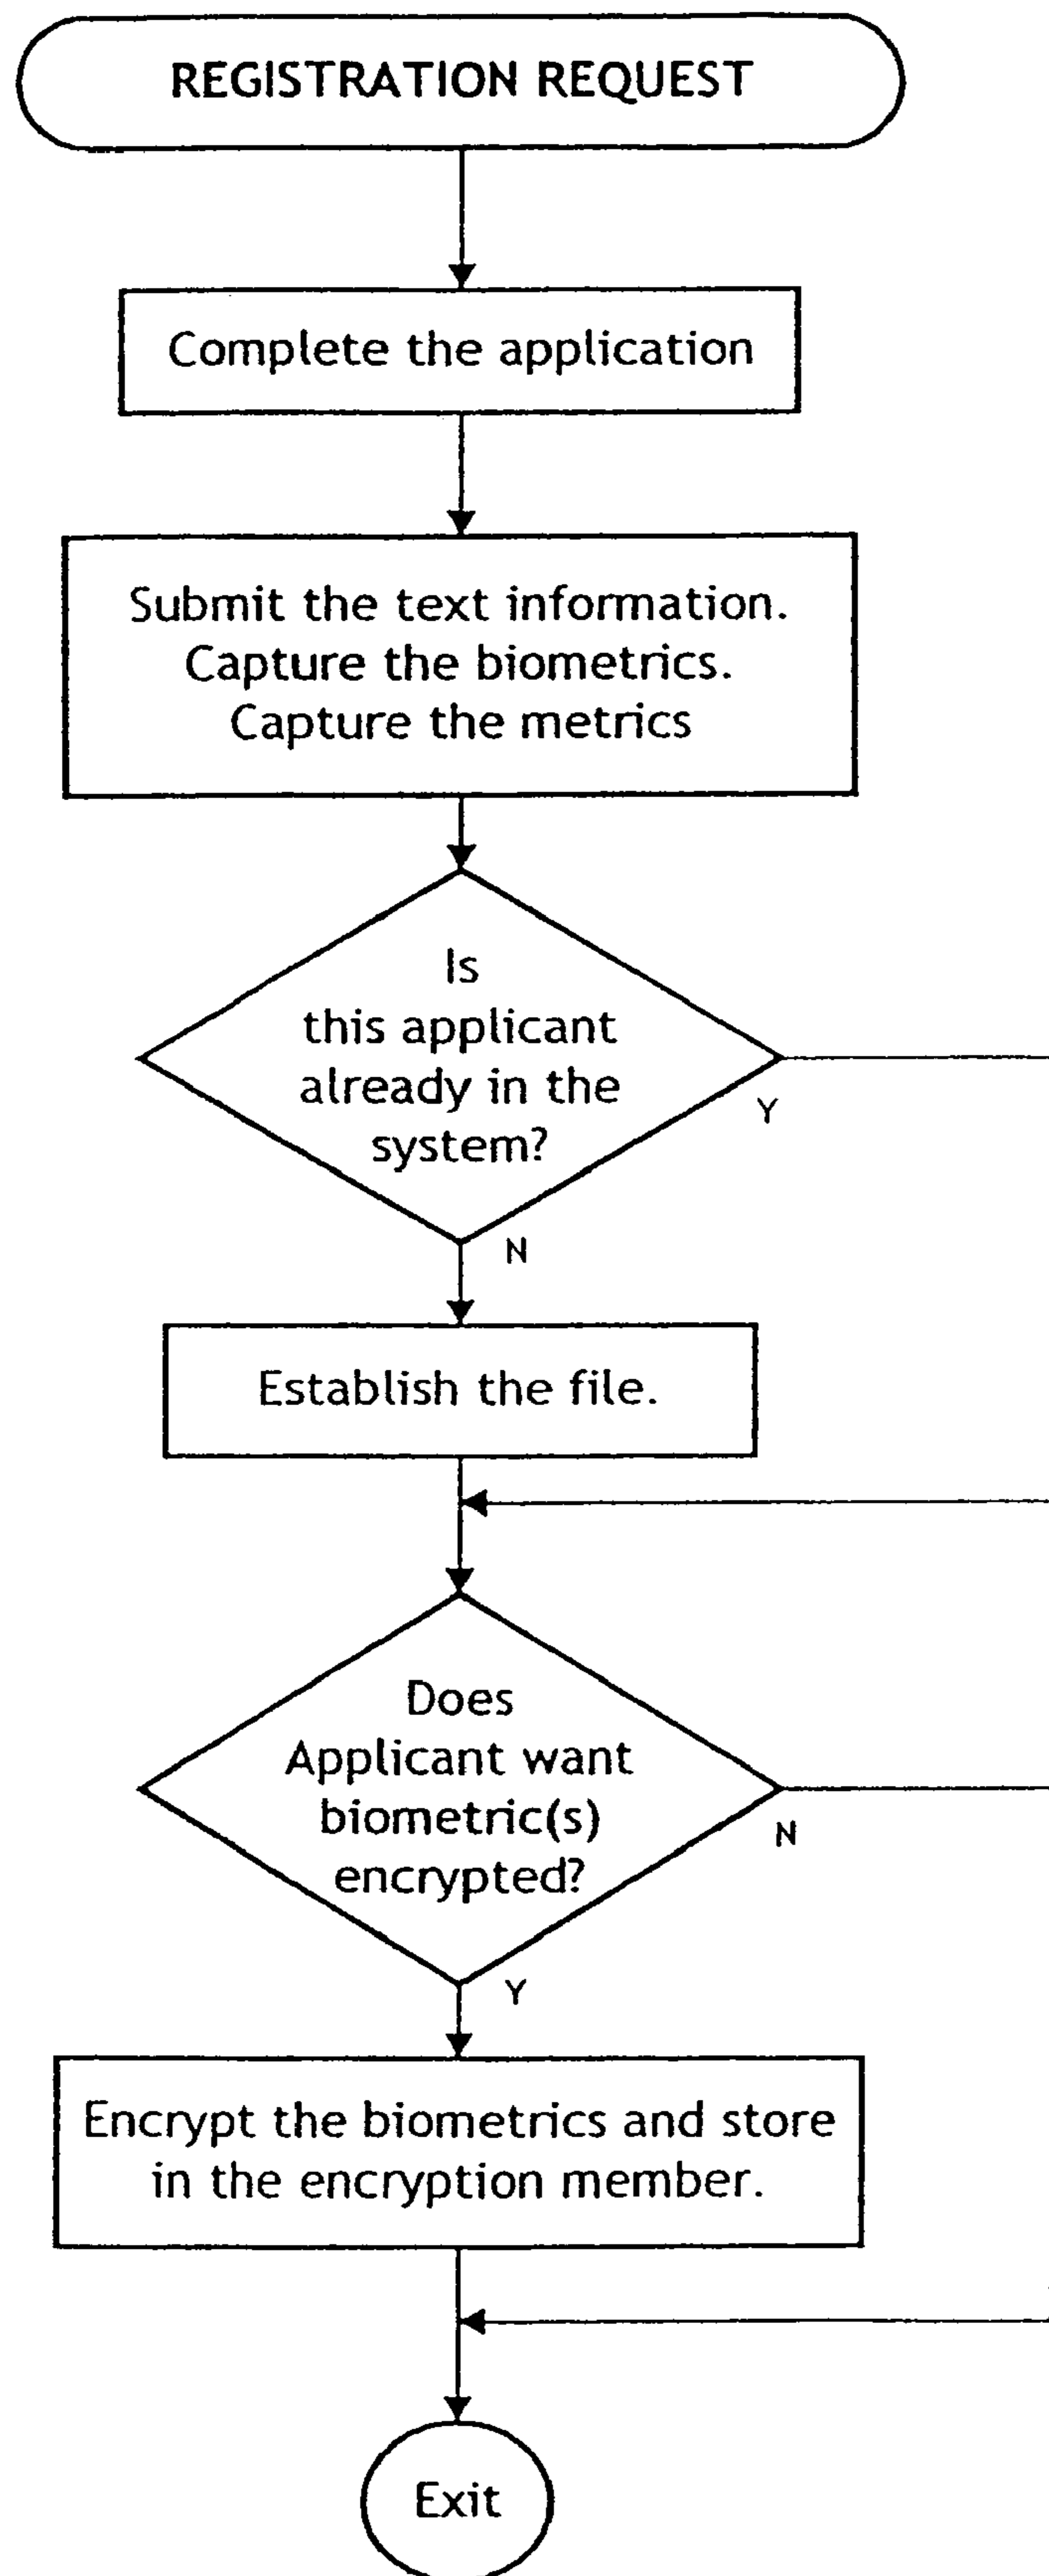 REGISTRATION REQUEST
Complete the application
Submit the text information.
Capture the biometrics.
Capture the metrics
Is
this applicant
already in the
system?
Y
N
Establish the file.
Does
Applicant want
biometric(s)
encrypted?
N
Y
Encrypt the biometrics and store
in the encryption member.
Exit